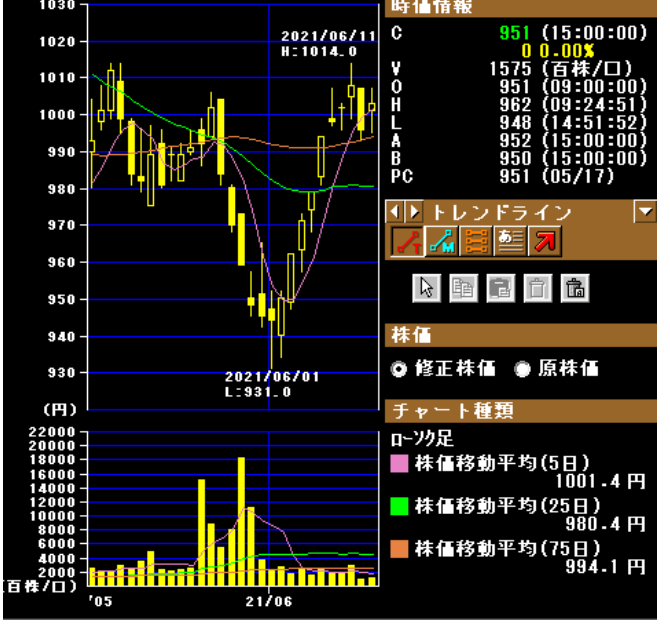 1030
1020
1010
1000
990
980
970
960
950
940
930
(円)
2021/06/11
H:1014.0
2021/06/01
L:931.0
22000
20000
18000
16000
14000
12000
10000
8000
6000
4000
2000
(百株/口)
'05
21/06
時価情報
C 951 (15:00:00)
0 0.00%
V 1575 (百株/口)
O 951 (09:00:00)
H 962 (09:24:51)
L 948 (14:51:52)
A 952 (15:00:00)
B 950 (15:00:00)
PC 951 (05/17)
トレンドライン
T M あ
株価
修正株価 原株価
チャート種類
ローソク足
株価移動平均(5日)
1001.4 円
株価移動平均(25日)
980.4 円
株価移動平均(75日)
994.1 円